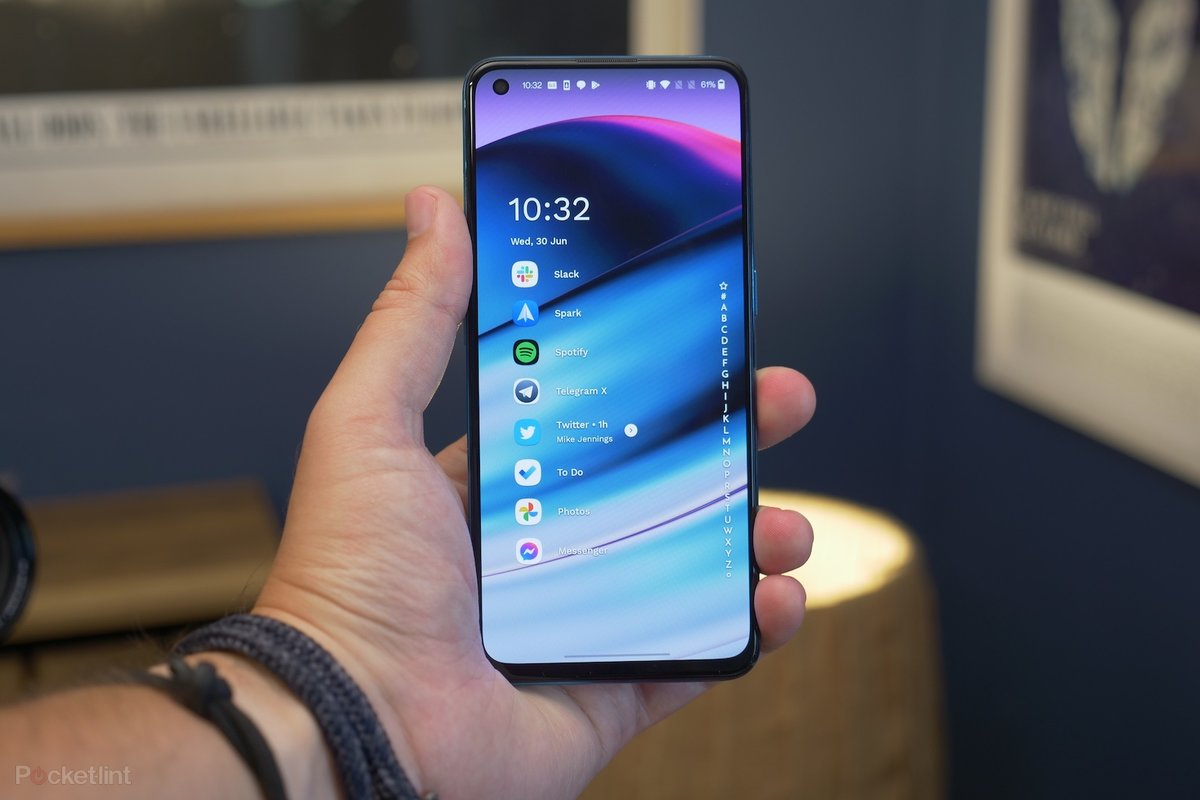 10:32
61%
10:32
Wed, 30 Jun
Slack
Spark
Spotify
Telegram X
Twitter • 1h
Mike Jennings
To Do
Photos
Messenger
#
A
B
C
D
E
F
G
H
I
J
K
L
M
N
O
P
R
S
T
U
W
X
Y
Z
Pocketlint